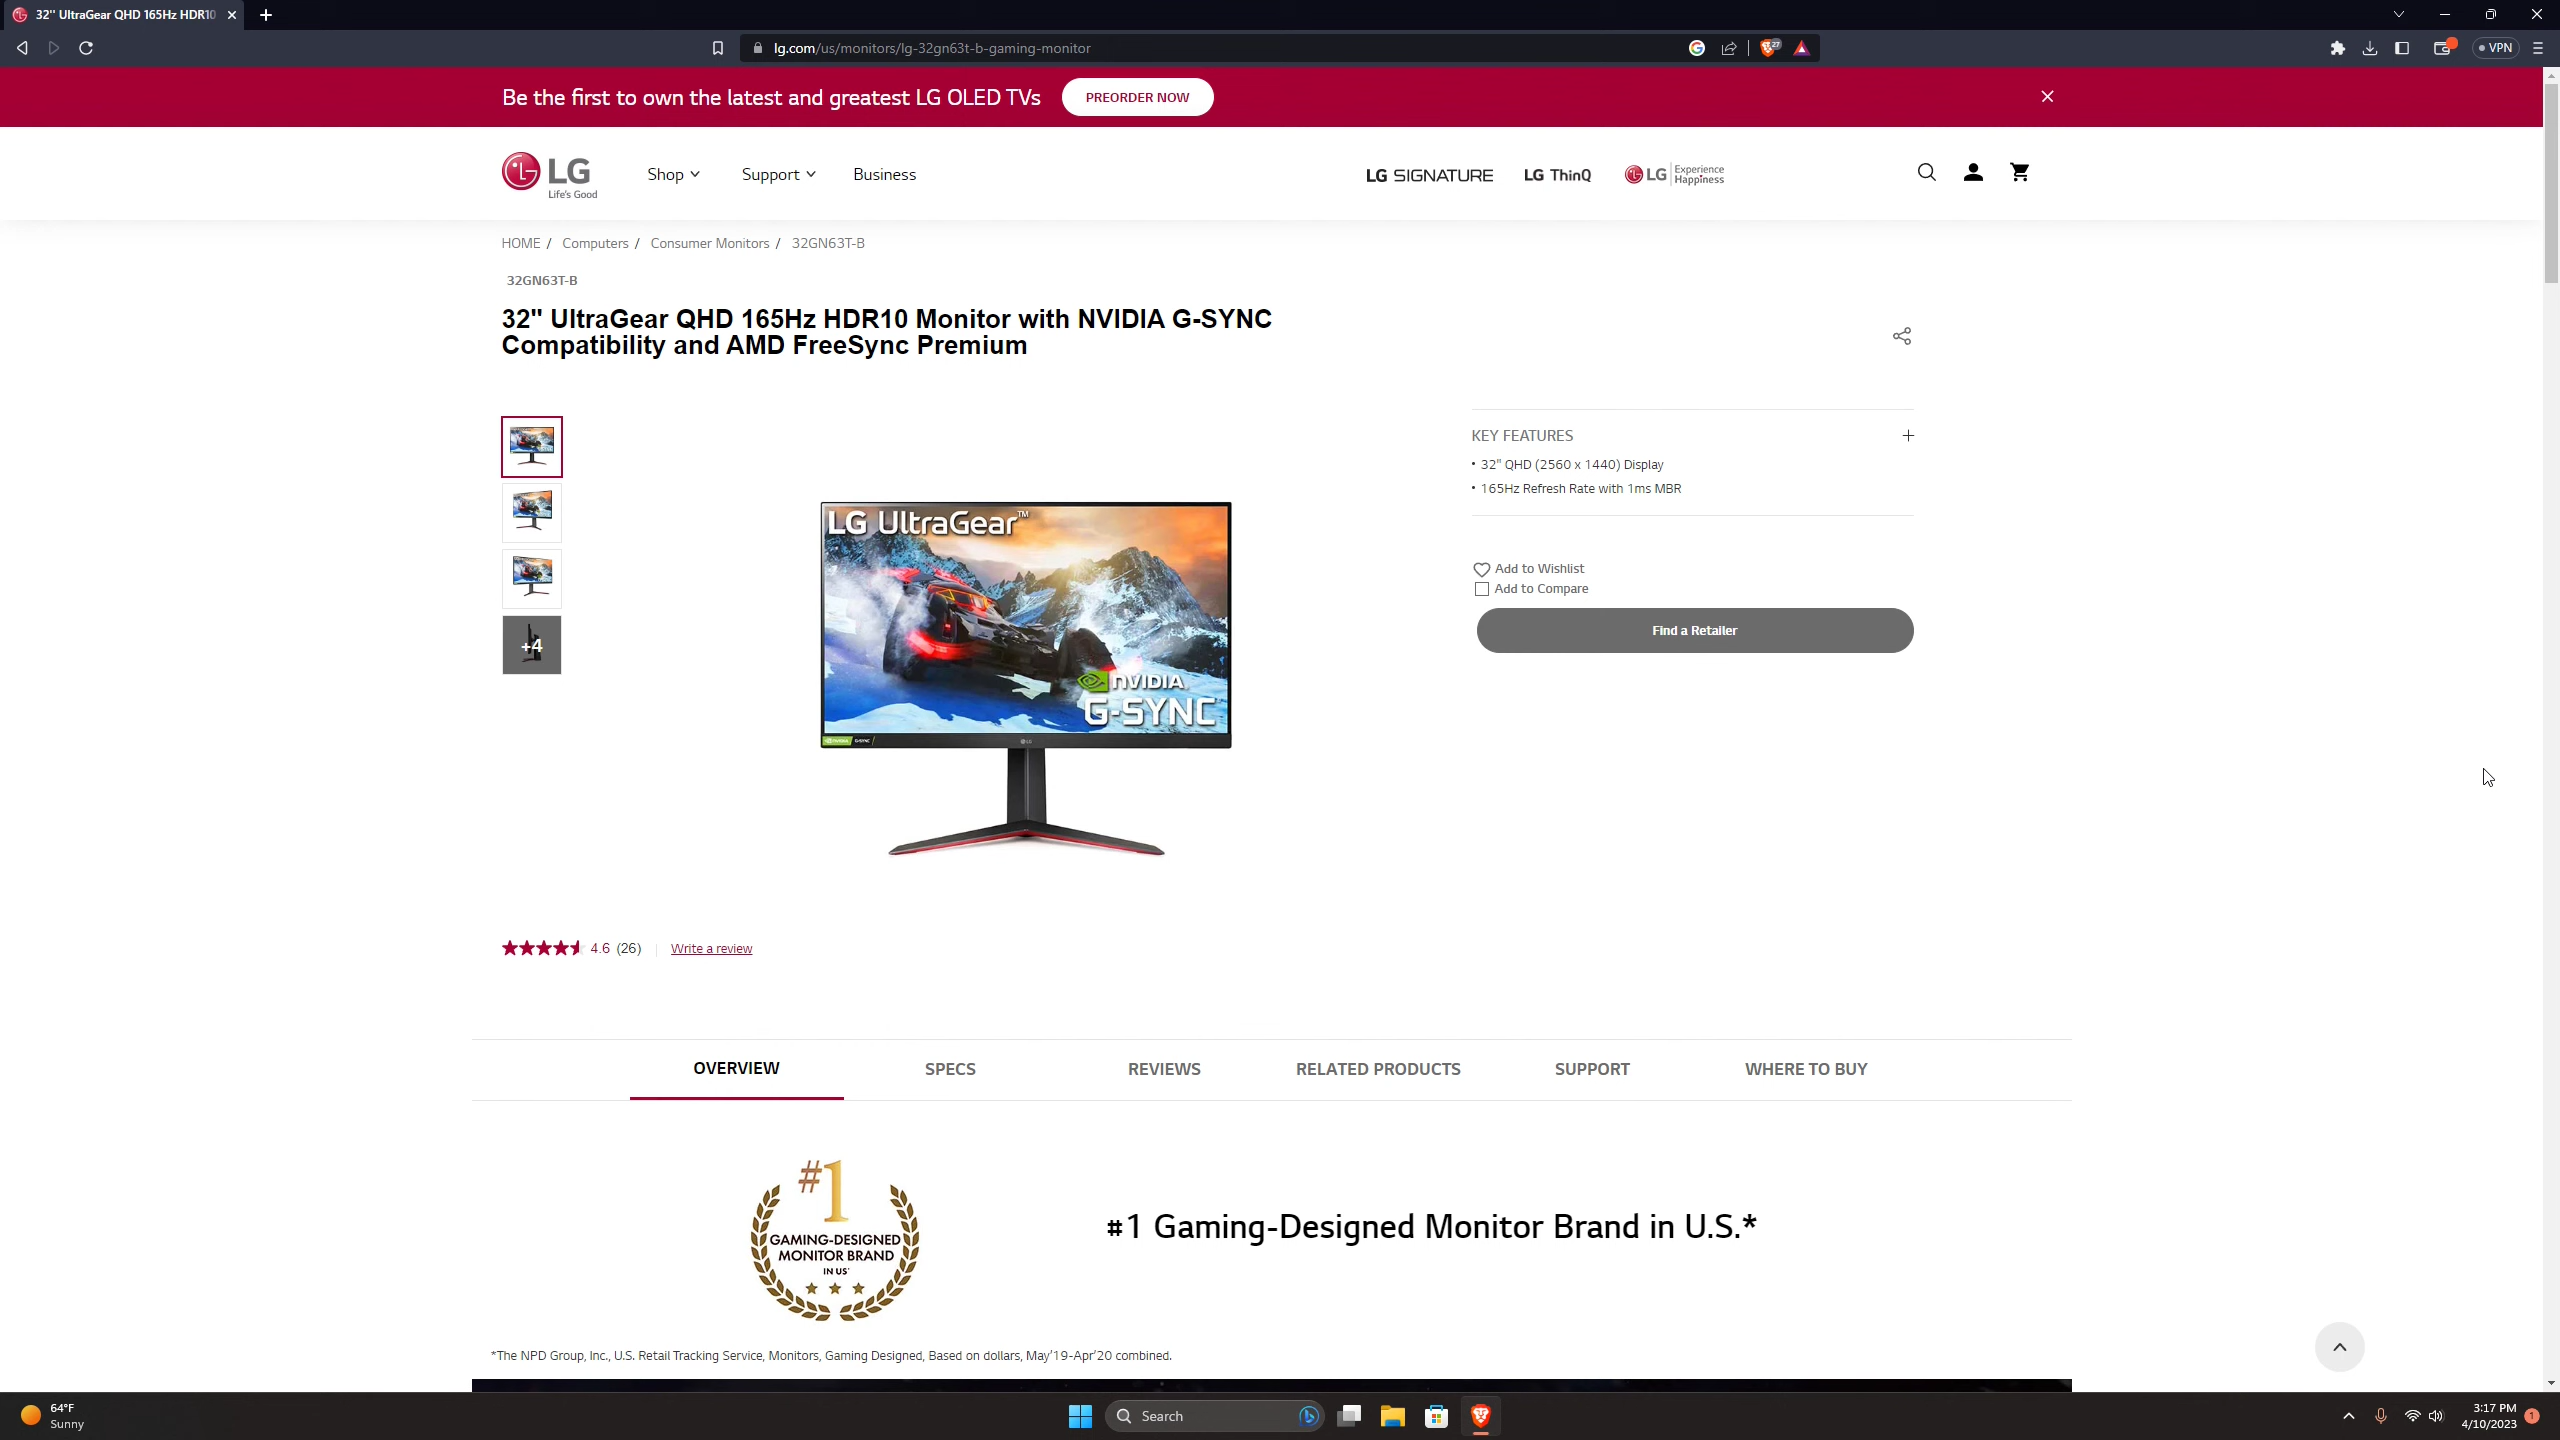 32'' UltraGear QHD 165Hz HDR10
lg.com/us/monitors/lg-32gn63t-b-gaming-monitor
27
VPN
Be the first to own the latest and greatest LG OLED TVs
PREORDER NOW
LG
Life's Good
Shop
Support
Business
LG SIGNATURE
LG ThinQ
LG Experience
Happiness
HOME / Computers / Consumer Monitors / 32GN63T-B
32GN63T-B
32'' UltraGear QHD 165Hz HDR10 Monitor with NVIDIA G-SYNC
Compatibility and AMD FreeSync Premium
KEY FEATURES
• 32" QHD (2560 x 1440) Display
• 165Hz Refresh Rate with 1ms MBR
LG UltraGear™
NVIDIA
G-SYNC
Add to Wishlist
Add to Compare
Find a Retailer
+4
4.6 (26)
Write a review
OVERVIEW
SPECS
REVIEWS
RELATED PRODUCTS
SUPPORT
WHERE TO BUY
#1
GAMING-DESIGNED
MONITOR BRAND
IN US*
#1 Gaming-Designed Monitor Brand in U.S.*
*The NPD Group, Inc., U.S. Retail Tracking Service, Monitors, Gaming Designed, Based on dollars, May'19-Apr'20 combined.
64°F
Sunny
Search
3:17 PM
4/10/2023
1